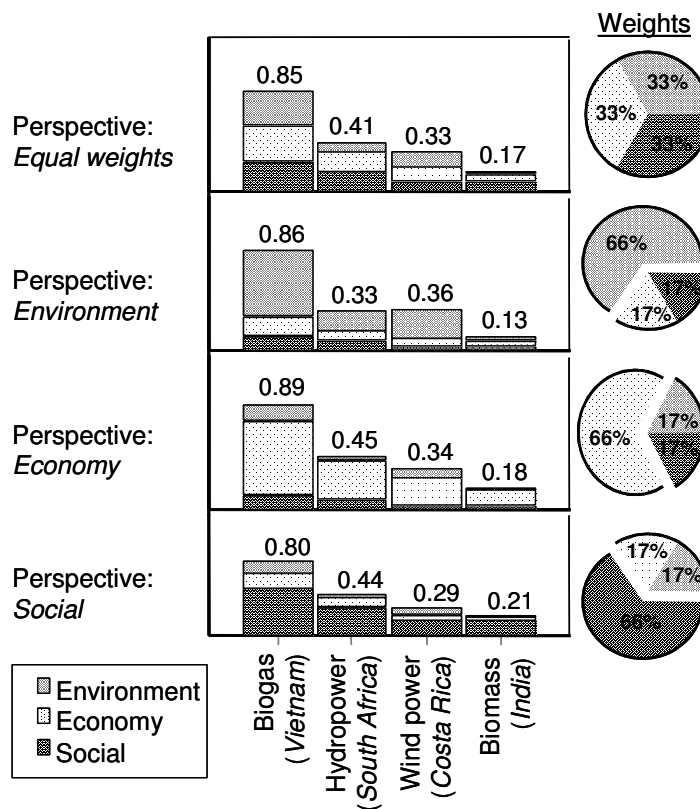 Weights
Perspective:
Equal weights
0.85
0.41
0.33
0.17
33%
33%
33%
Perspective:
Environment
0.86
0.33
0.36
0.13
66%
17%
17%
Perspective:
Economy
0.89
0.45
0.34
0.18
66%
17%
17%
Perspective:
Social
0.80
0.44
0.29
0.21
17%
17%
66%
Biogas
(Vietnam)
Hydropower
(South Africa)
Wind power
(Costa Rica)
Biomass
(India)
Environment
Economy
Social